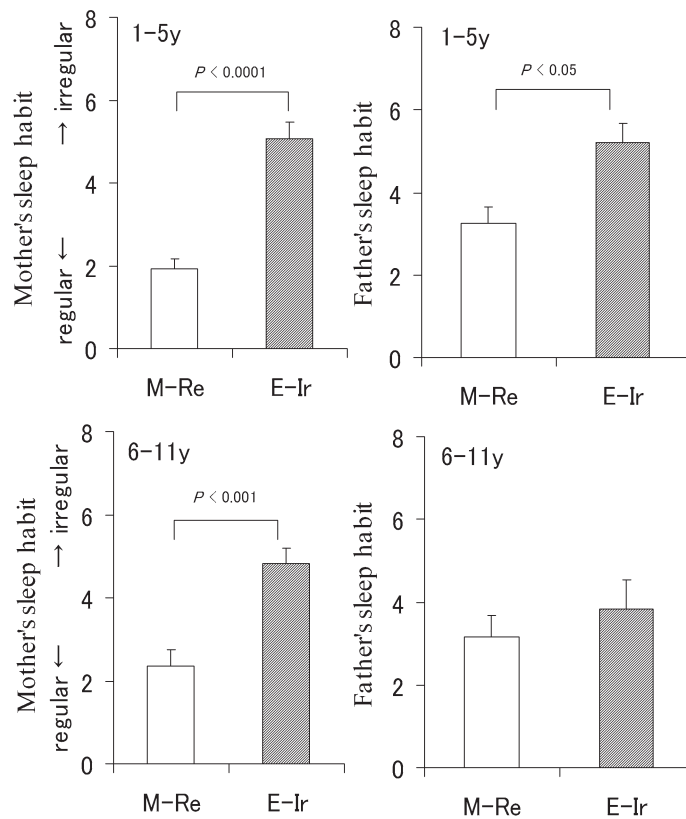 1-5y
P < 0.0001
Mother's sleep habit
regular ← → irregular
8
6
4
2
0
M-Re E-Ir
1-5y
P < 0.05
Father's sleep habit
8
6
4
2
0
M-Re E-Ir
6-11y
P < 0.001
Mother's sleep habit
regular ← → irregular
8
6
4
2
0
M-Re E-Ir
6-11y
Father's sleep habit
8
6
4
2
0
M-Re E-Ir